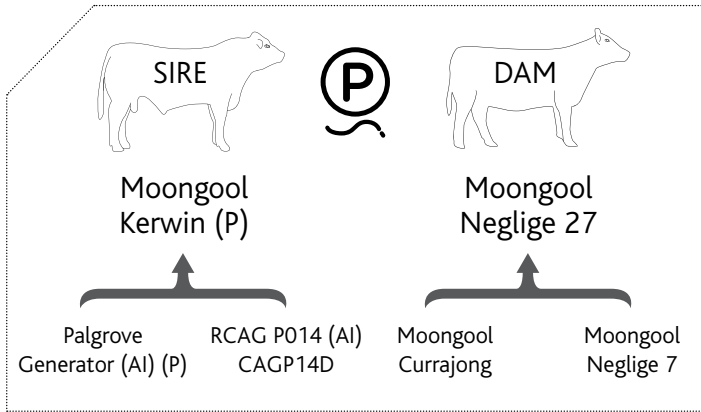 SIRE
P
DAM
Moongool
Kerwin (P)
Moongool
Neglige 27
Palgrove
Generator (AI) (P)
RCAG P014 (AI)
CAGP14D
Moongool
Currajong
Moongool
Neglige 7